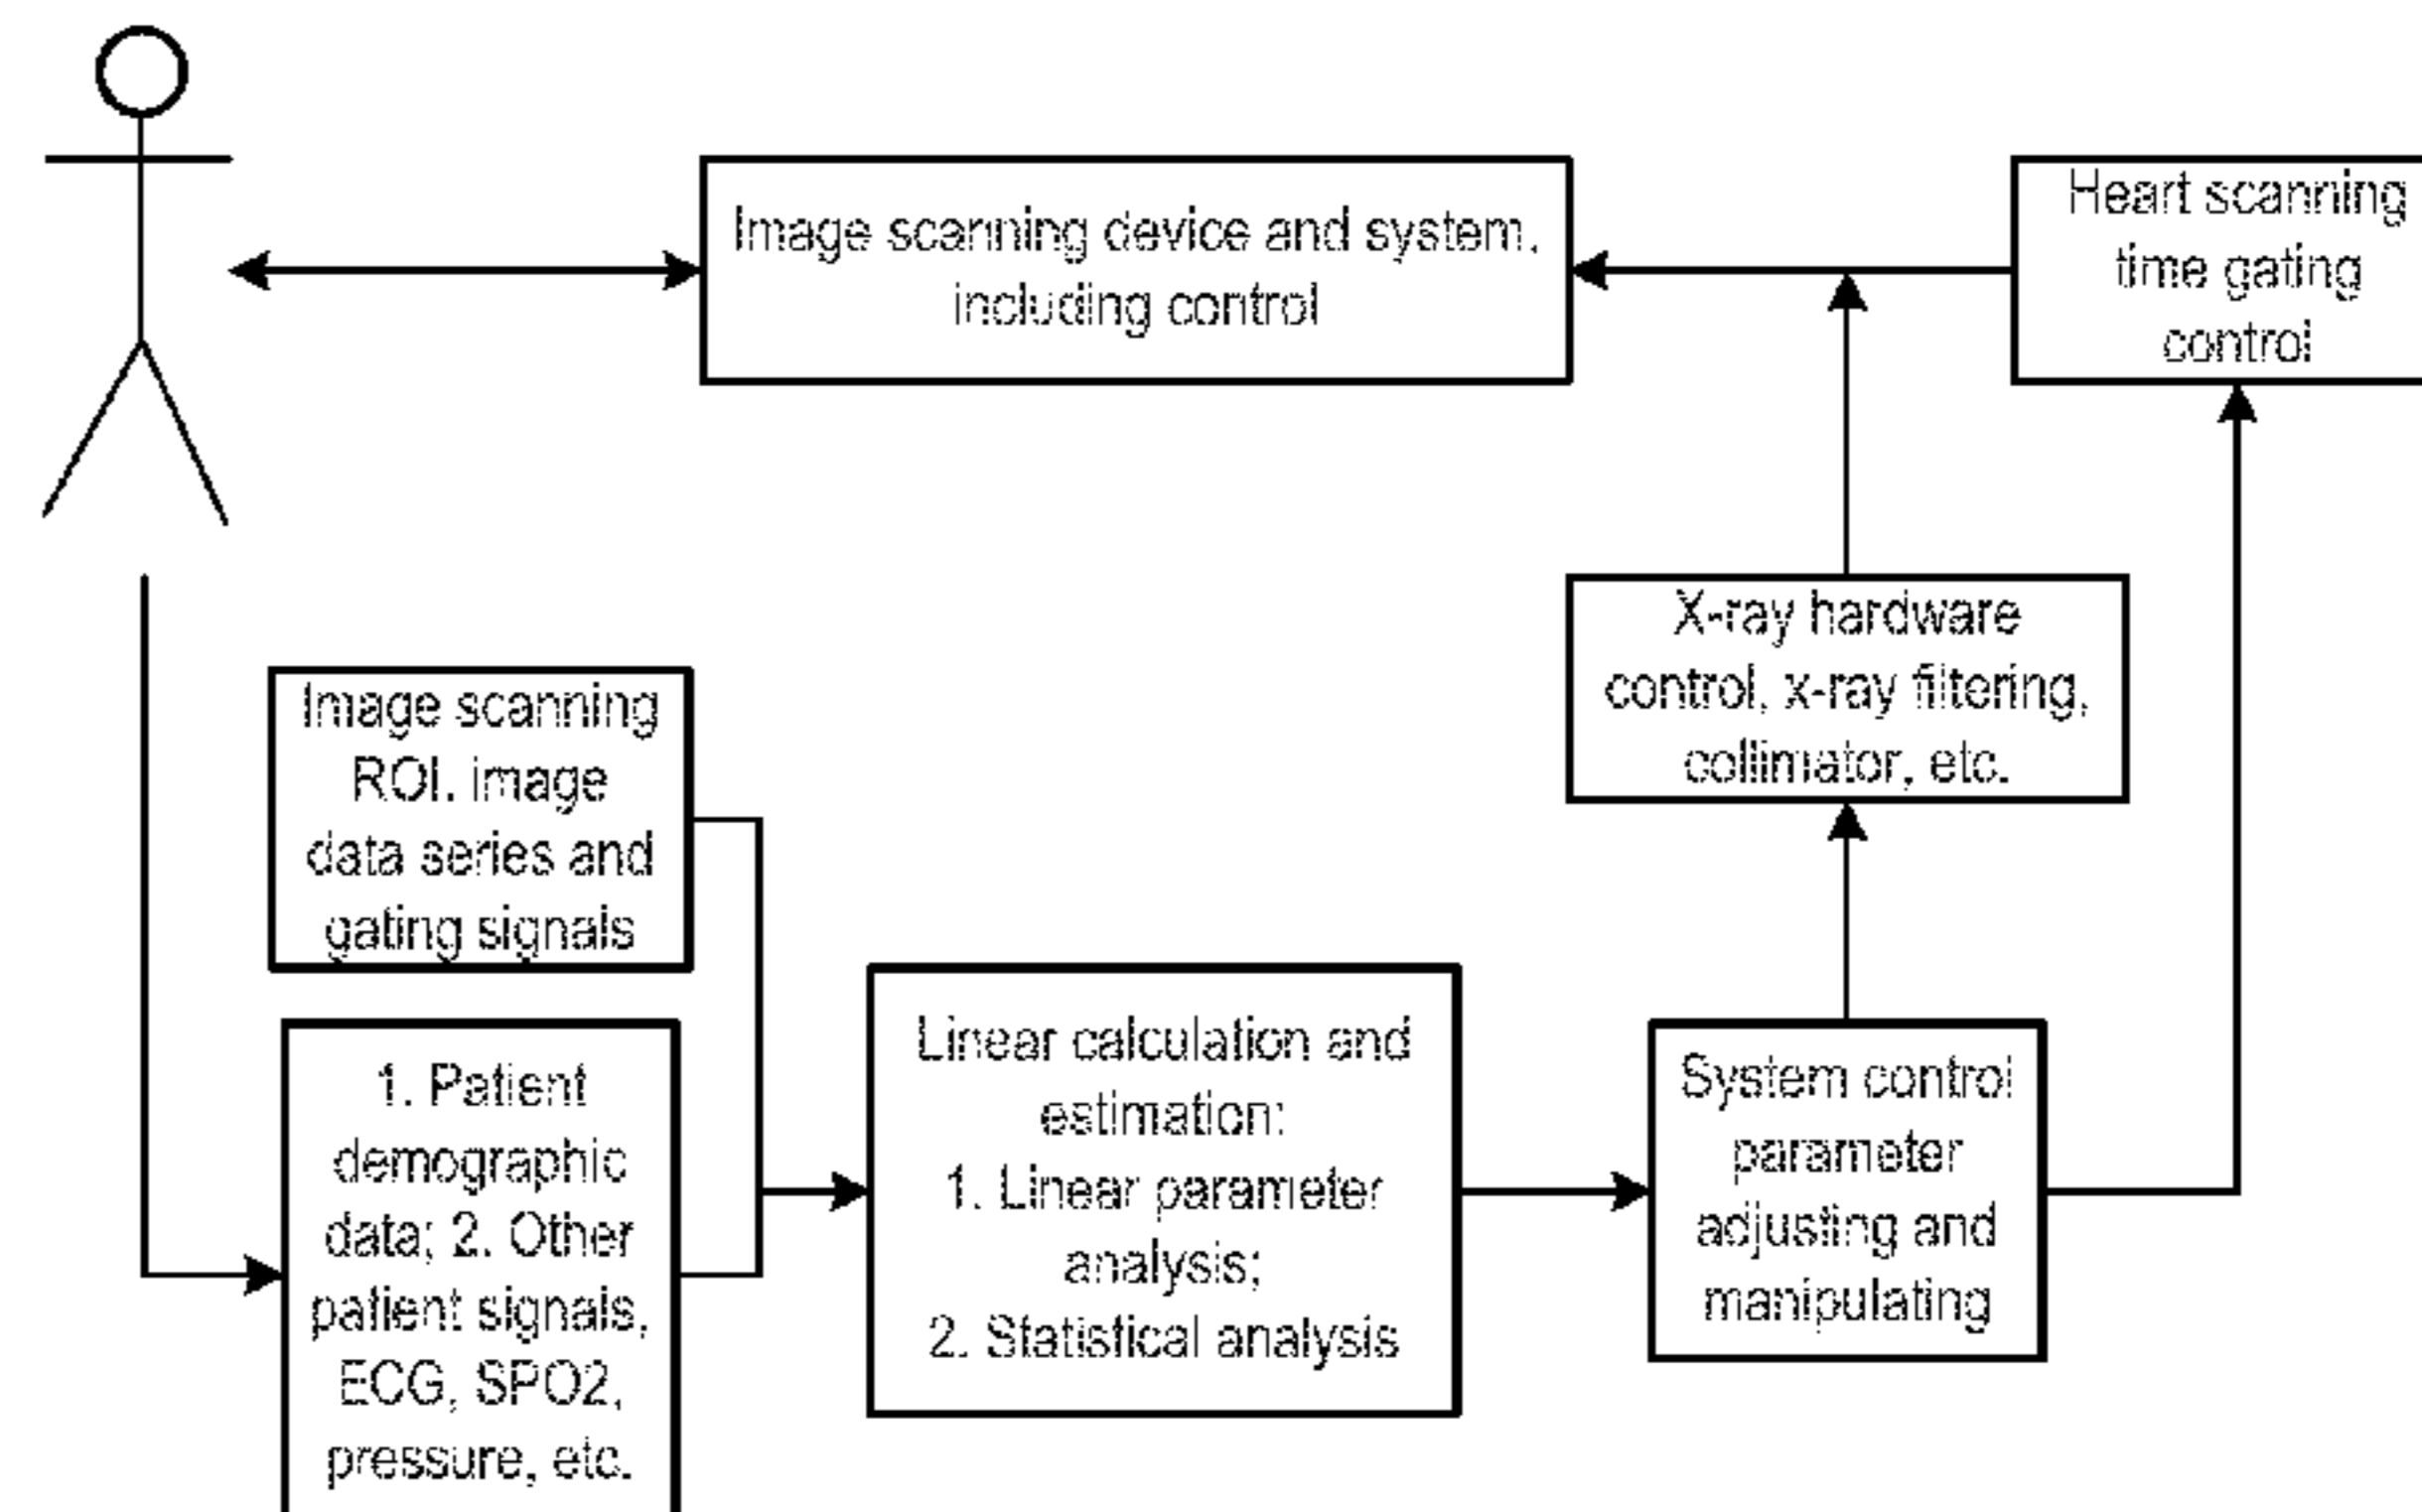 Image scanning device and system,
including control
Heart scanning
time gating
control
X-ray hardware
control, x-ray filtering,
collimator, etc.
Image scanning
ROI, image
data series and
gating signals
1. Patient
demographic
data; 2. Other
patient signals,
ECG, SPO2,
pressure, etc.
Linear calculation and
estimation:
1. Linear parameter
analysis;
2. Statistical analysis
System control
parameter
adjusting and
manipulating